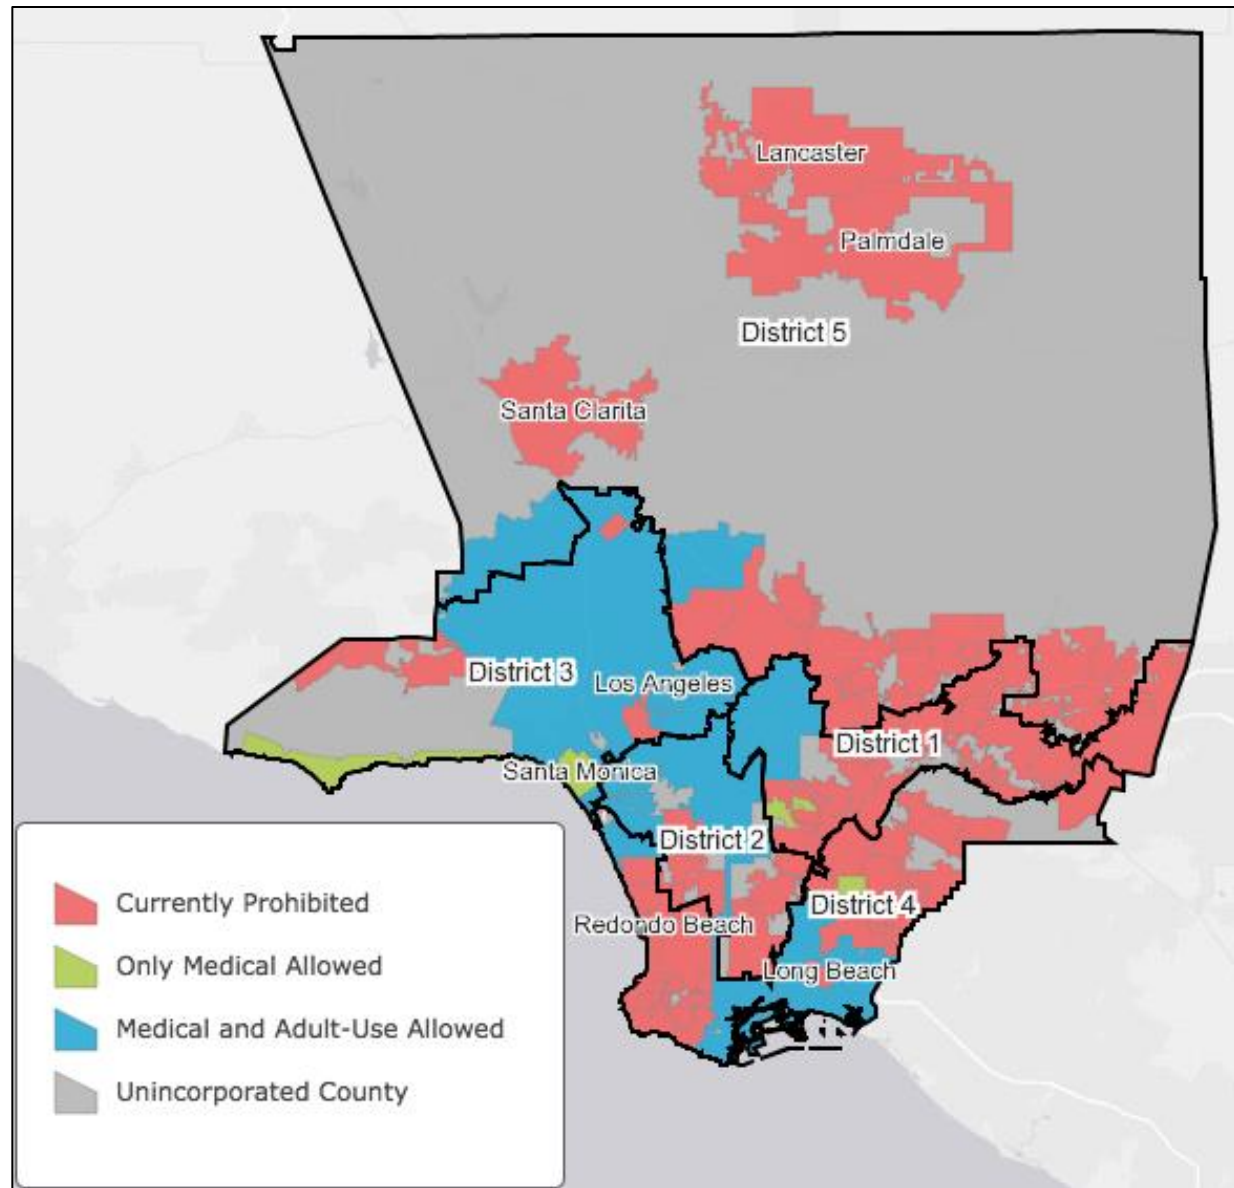 Lancaster
Palmdale
District 5
Santa Clarita
District 3
Los Angeles
District 1
Santa Monica
District 2
District 4
Redondo Beach
Long Beach
Currently Prohibited
Only Medical Allowed
Medical and Adult-Use Allowed
Unincorporated County